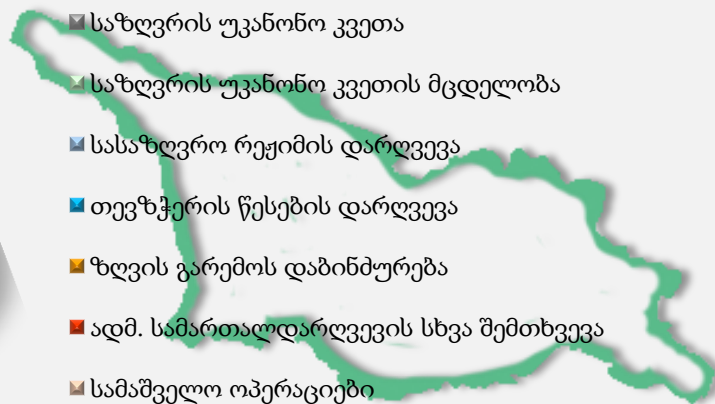 საზღვრის უკანონო კვეთა
საზღვრის უკანონო კვეთის მცდელობა
სასაზღვრო რეჟიმის დარღვევა
თევზჭერის წესების დარღვევა
ზღვის გარემოს დაბინძურება
ადმ. სამართალდარღვევის სხვა შემთხვევა
სამაშველო ოპერაციები